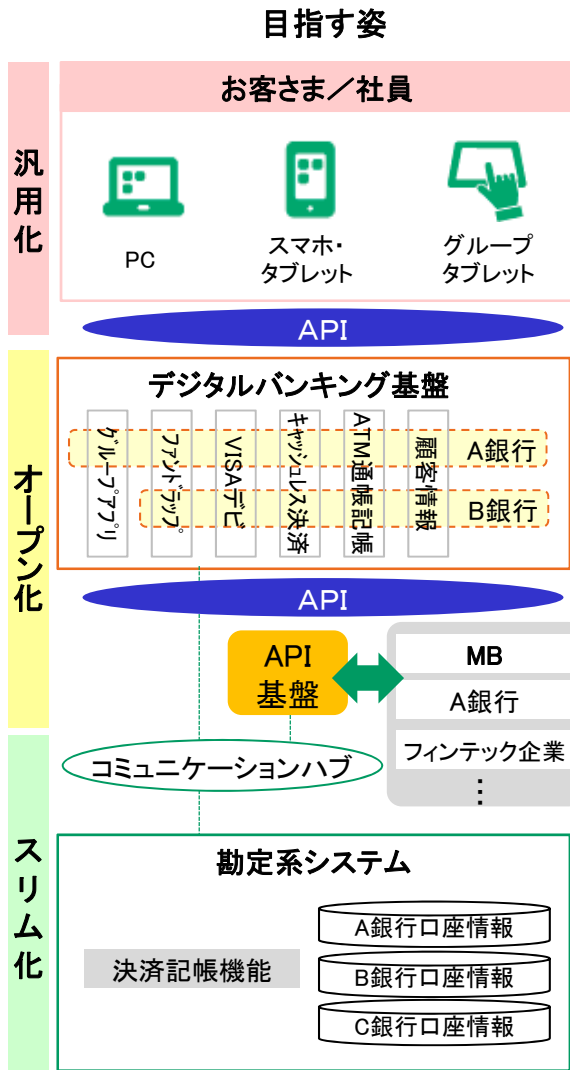 目指す姿
汎用化
お客さま／社員
PC
スマホ・
タブレット
グループ
タブレット
API
オープン化
デジタルバンキング基盤
グループアプリ
ファンドラップ
VISAデビ
キャッシュレス決済
ATM通帳記帳
顧客情報
A銀行
B銀行
API
API
基盤
MB
A銀行
フィンテック企業
⋮
コミュニケーションハブ
スリム化
勘定系システム
決済記帳機能
A銀行口座情報
B銀行口座情報
C銀行口座情報